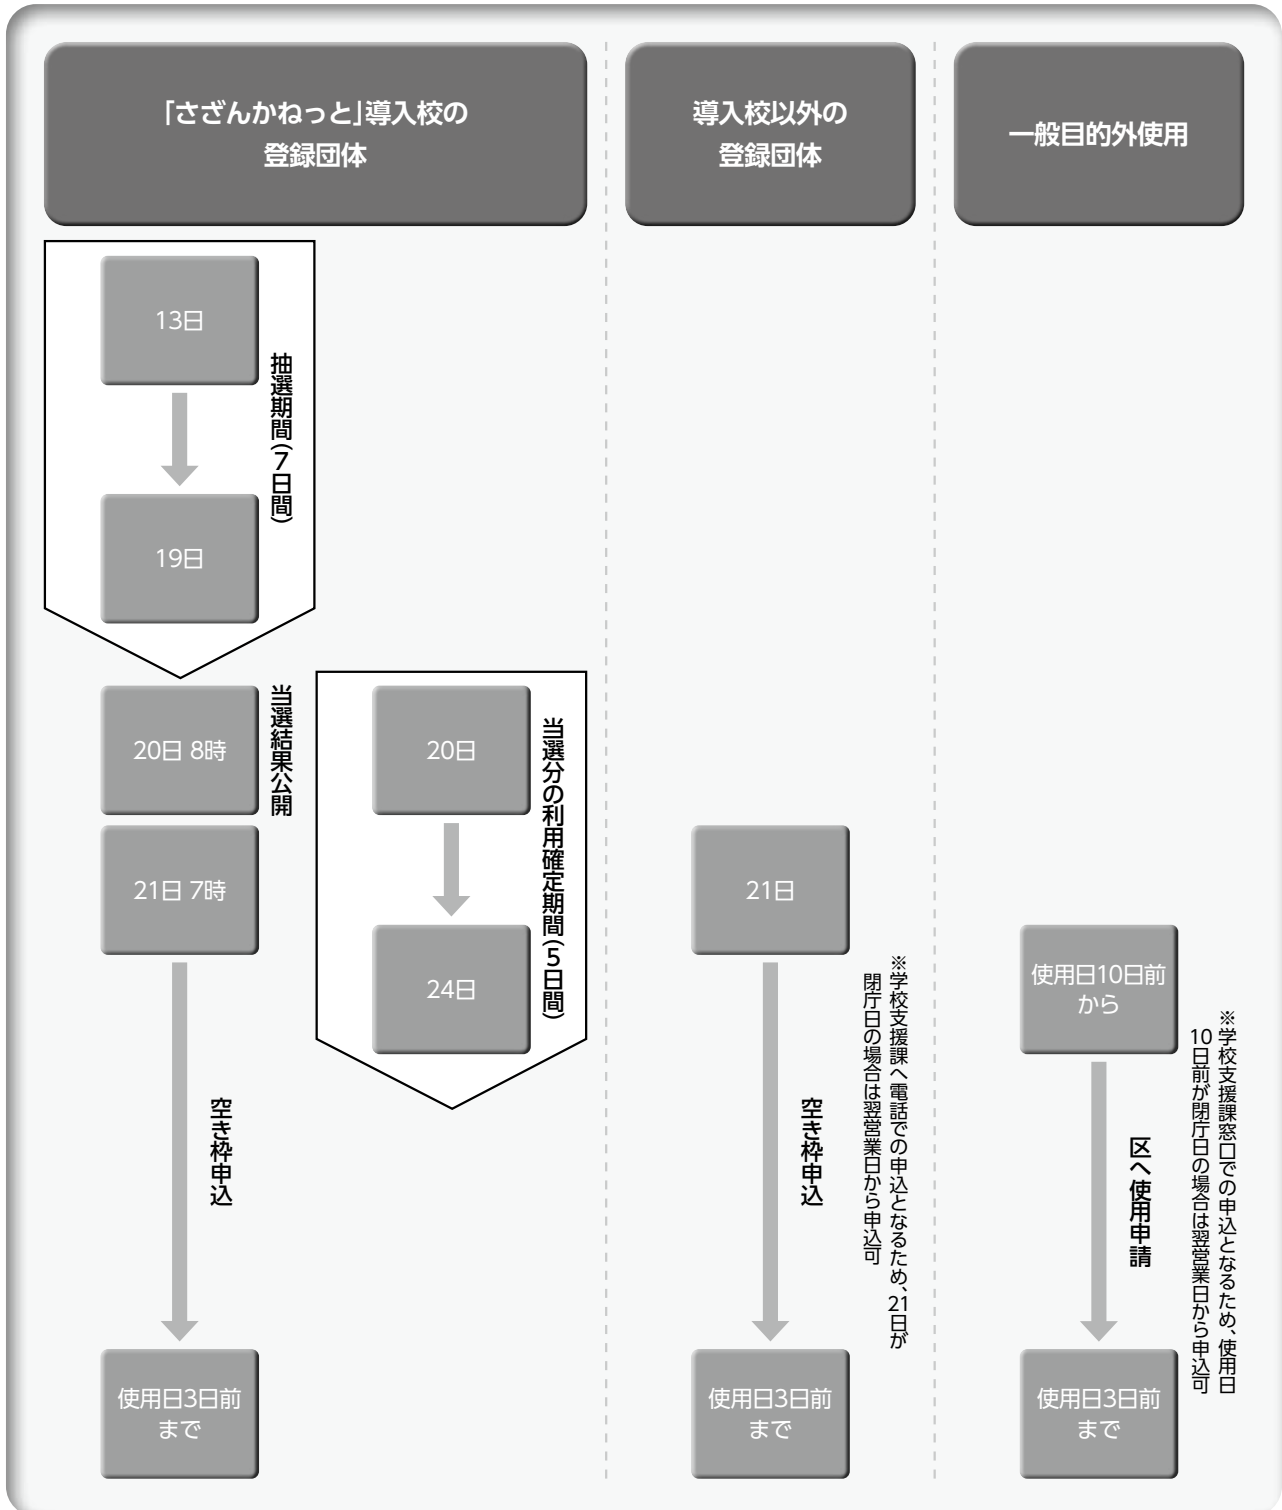 「さざんかねっと」導入校の
登録団体
13日
抽選期間(7日間)
19日
20日 8時
当選結果公開
20日
当選分の利用確定期間(5日間)
24日
21日 7時
空き枠申込
使用日3日前
まで
導入校以外の
登録団体
21日
※学校支援課へ電話での申込となるため、21日が
閉庁日の場合は翌営業日から申込可
空き枠申込
使用日3日前
まで
一般目的外使用
使用日10日前
から
※学校支援課窓口での申込となるため、使用日
10日前が閉庁日の場合は翌営業日から申込可
区へ使用申請
使用日3日前
まで